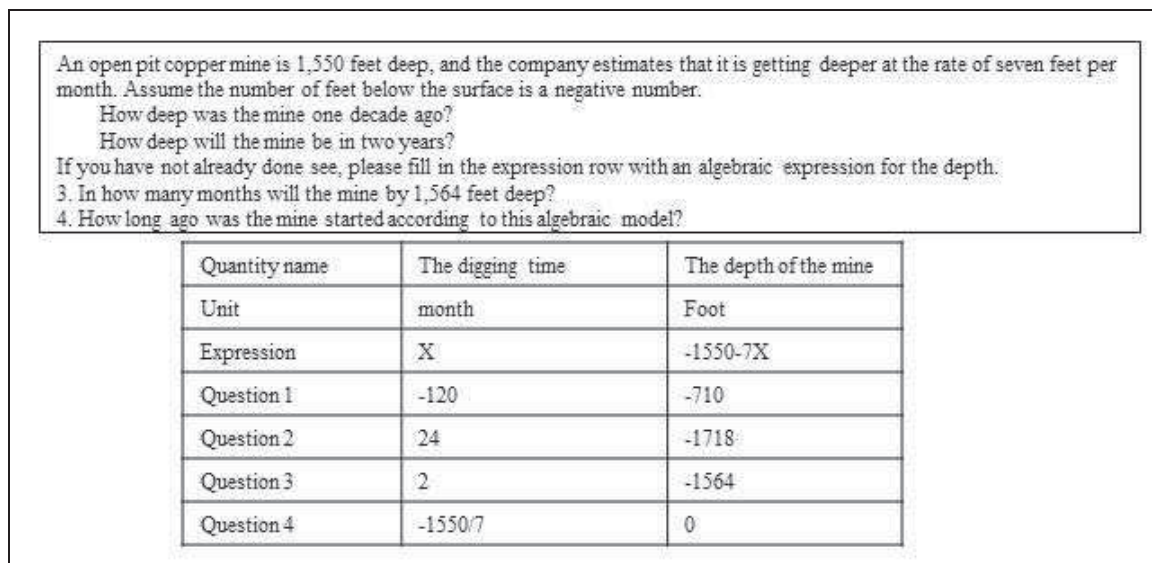 An open pit copper mine is 1,550 feet deep, and the company estimates that it is getting deeper at the rate of seven feet per
month. Assume the number of feet below the surface is a negative number.
How deep was the mine one decade ago?
How deep will the mine be in two years?
If you have not already done see, please fill in the expression row with an algebraic expression for the depth.
3. In how many months will the mine by 1,564 feet deep?
4. How long ago was the mine started according to this algebraic model?
Quantity name The digging time The depth of the mine
Unit month Foot
Expression X -1550-7X
Question 1 -120 -710
Question 2 24 -1718
Question 3 2 -1564
Question 4 -1550/7 0